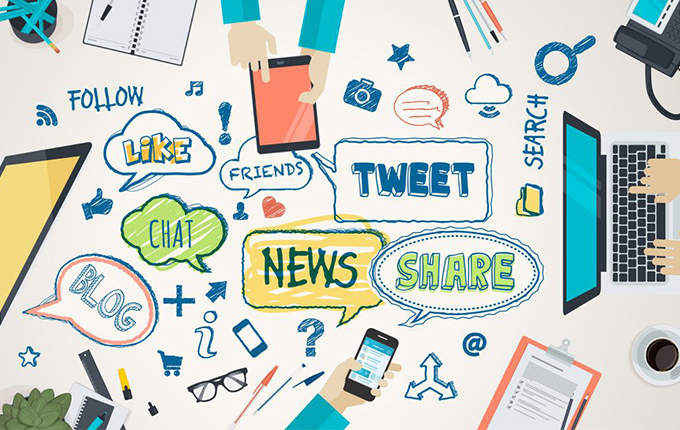 FOLLOW
LIKE
FRIENDS
TWEET
SEARCH
CHAT
NEWS
SHARE
BLOG
@